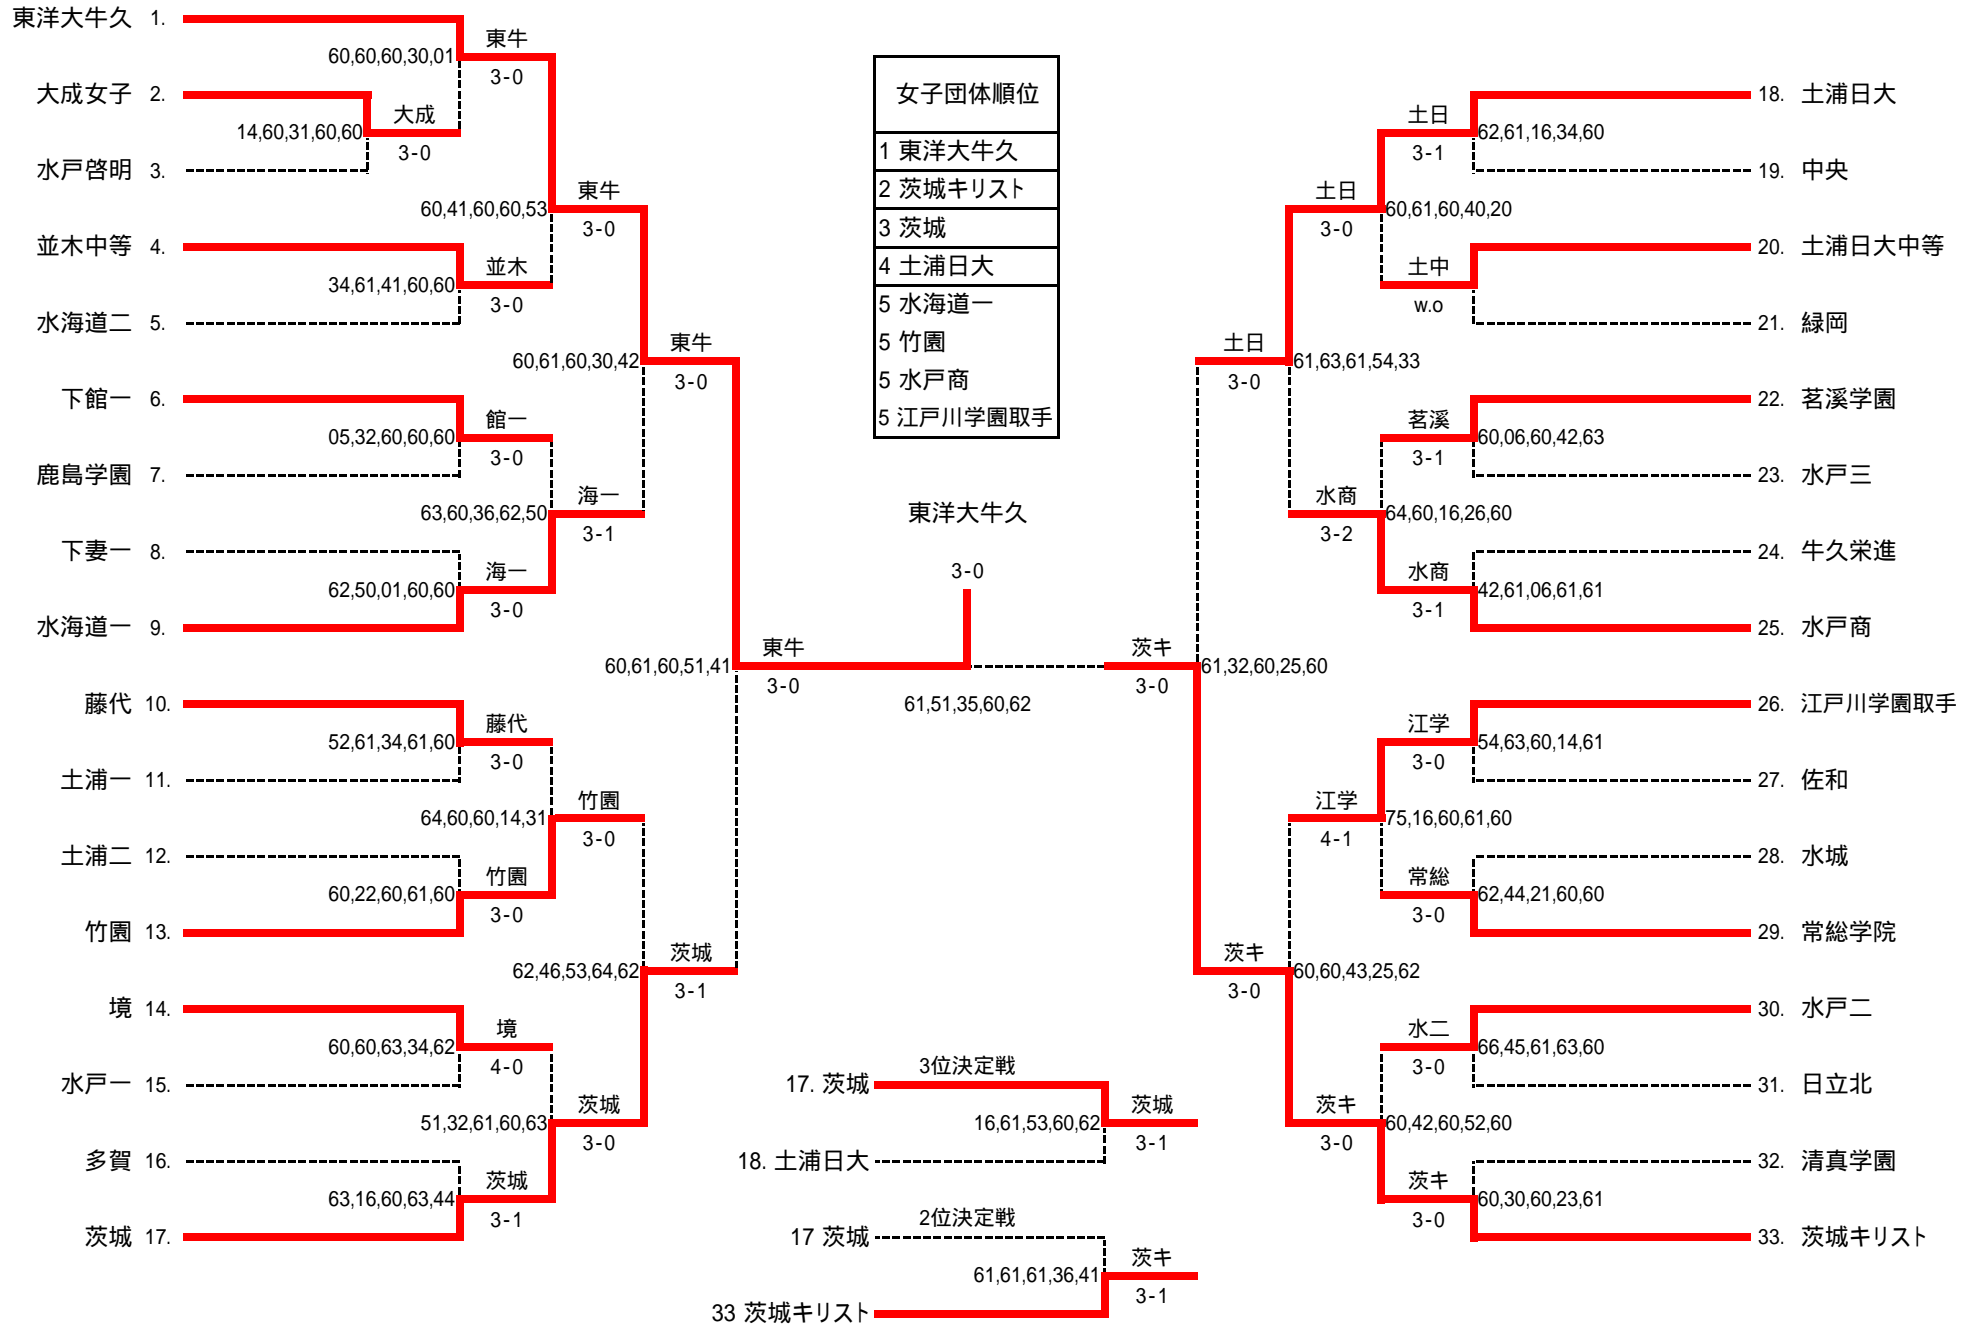 東洋大牛久 1.
60,60,60,30,01
東牛
3-0
大成女子 2.
14,60,31,60,60
大成
3-0
水戸啓明 3.
60,41,60,60,53
東牛
3-0
並木中等 4.
34,61,41,60,60
並木
3-0
水海道二 5.
60,61,60,30,42
東牛
3-0
下館一 6.
05,32,60,60,60
館一
3-0
鹿島学園 7.
63,60,36,62,50
海一
3-1
下妻一 8.
62,50,01,60,60
海一
3-0
水海道一 9.
60,61,60,51,41
東牛
3-0
藤代 10.
52,61,34,61,60
藤代
3-0
土浦一 11.
64,60,60,14,31
竹園
3-0
土浦二 12.
60,22,60,61,60
竹園
3-0
竹園 13.
62,46,53,64,62
茨城
3-1
境 14.
60,60,63,34,62
境
4-0
水戸一 15.
51,32,61,60,63
茨城
3-0
多賀 16.
63,16,60,63,44
茨城
3-1
茨城 17.
女子団体順位
1 東洋大牛久
2 茨城キリスト
3 茨城
4 土浦日大
5 水海道一
5 竹園
5 水戸商
5 江戸川学園取手
東洋大牛久
3-0
61,51,35,60,62
3位決定戦
17. 茨城
16,61,53,60,62
茨城
3-1
18. 土浦日大
2位決定戦
17 茨城
61,61,61,36,41
茨キ
3-1
33 茨城キリスト
18. 土浦日大
土日
3-1
62,61,16,34,60
19. 中央
土日
3-0
60,61,60,40,20
20. 土浦日大中等
土中
w.o
21. 緑岡
土日
3-0
61,63,61,54,33
22. 茗溪学園
茗溪
3-1
60,06,60,42,63
23. 水戸三
水商
3-2
64,60,16,26,60
24. 牛久栄進
水商
3-1
42,61,06,61,61
25. 水戸商
茨キ
3-0
61,32,60,25,60
26. 江戸川学園取手
江学
3-0
54,63,60,14,61
27. 佐和
江学
4-1
75,16,60,61,60
28. 水城
常総
3-0
62,44,21,60,60
29. 常総学院
茨キ
3-0
60,60,43,25,62
30. 水戸二
水二
3-0
66,45,61,63,60
31. 日立北
茨キ
3-0
60,42,60,52,60
32. 清真学園
茨キ
3-0
60,30,60,23,61
33. 茨城キリスト